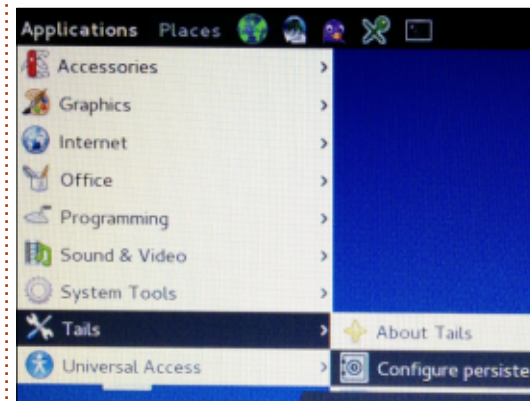 Applications Places
Accessories
Graphics
Internet
Office
Programming
Sound & Video
System Tools
Tails
About Tails
Universal Access
Configure persiste